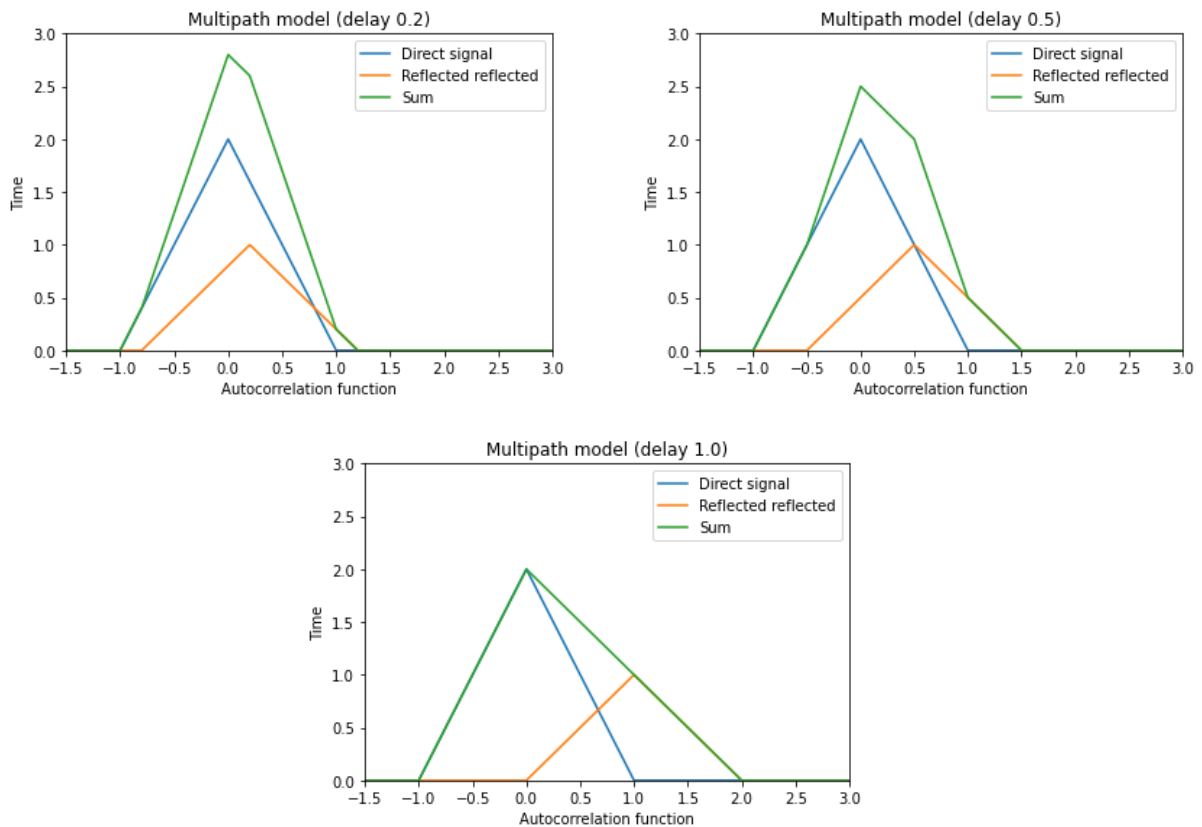 Multipath model (delay 0.2)
3.0
2.5
2.0
1.5
1.0
0.5
0.0
Time
Direct signal
Reflected reflected
Sum
−1.5 −1.0 −0.5 0.0 0.5 1.0 1.5 2.0 2.5 3.0
Autocorrelation function
Multipath model (delay 0.5)
3.0
2.5
2.0
1.5
1.0
0.5
0.0
Time
Direct signal
Reflected reflected
Sum
−1.5 −1.0 −0.5 0.0 0.5 1.0 1.5 2.0 2.5 3.0
Autocorrelation function
Multipath model (delay 1.0)
3.0
2.5
2.0
1.5
1.0
0.5
0.0
Time
Direct signal
Reflected reflected
Sum
−1.5 −1.0 −0.5 0.0 0.5 1.0 1.5 2.0 2.5 3.0
Autocorrelation function